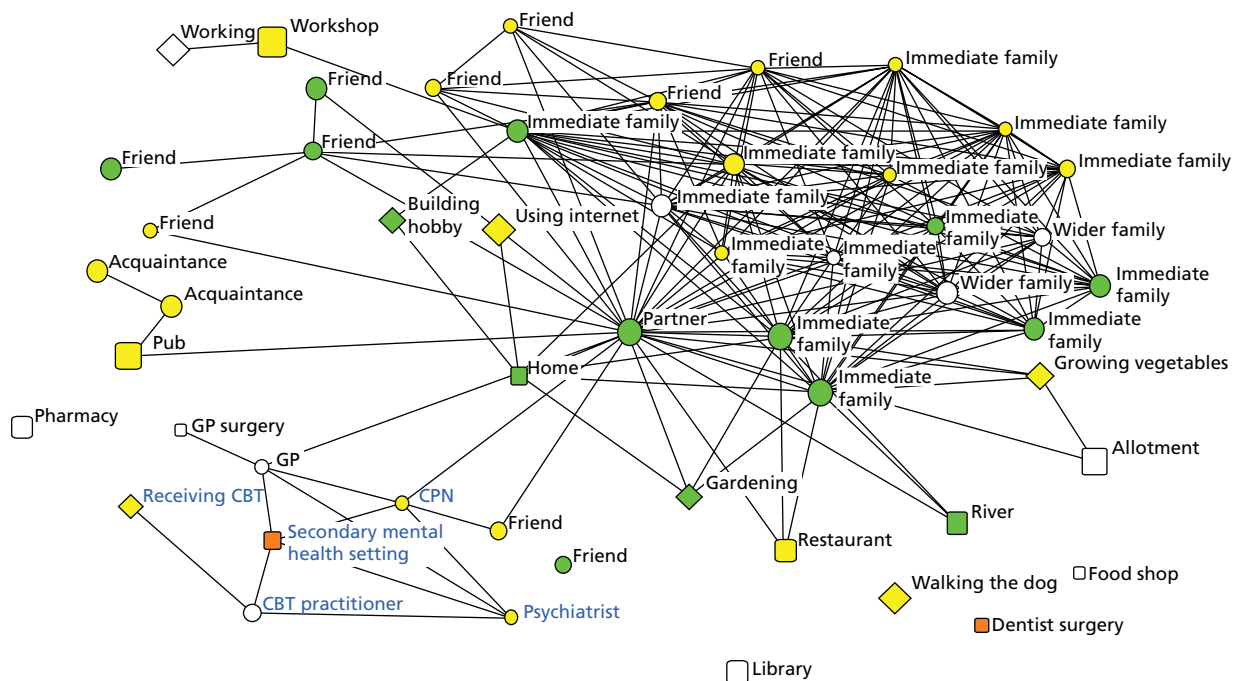 Working
Workshop
Friend
Friend
Immediate family
Friend
Friend
Friend
Immediate family
Immediate family
Friend
Friend
Immediate family
Immediate family
Immediate family
Immediate family
Building
hobby
Using internet
Friend
Immediate
family
Wider family
Immediate
family
Immediate
family
Acquaintance
Acquaintance
Wider family
Immediate
family
Pub
Partner
Immediate
family
Immediate
family
Growing vegetables
Home
Immediate
family
Pharmacy
GP surgery
GP
Allotment
Receiving CBT
CPN
Gardening
Secondary mental
health setting
Friend
River
Restaurant
Friend
Food shop
Walking the dog
CBT practitioner
Psychiatrist
Dentist surgery
Library